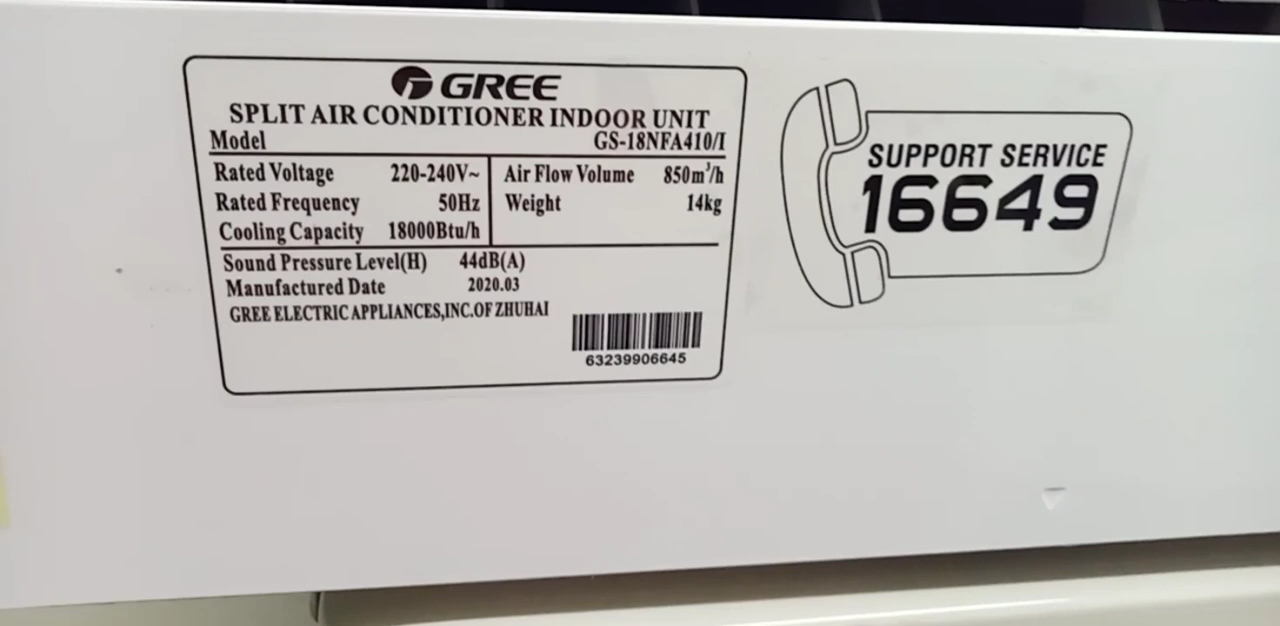 GREE
SPLIT AIR CONDITIONER INDOOR UNIT
Model GS-18NFA410/I
Rated Voltage 220-240V~
Rated Frequency 50Hz
Cooling Capacity 18000Btu/h
Air Flow Volume 850m³/h
Weight 14kg
Sound Pressure Level(H) 44dB(A)
Manufactured Date 2020.03
GREE ELECTRIC APPLIANCES,INC.OF ZHUHAI
63239906645
SUPPORT SERVICE
16649